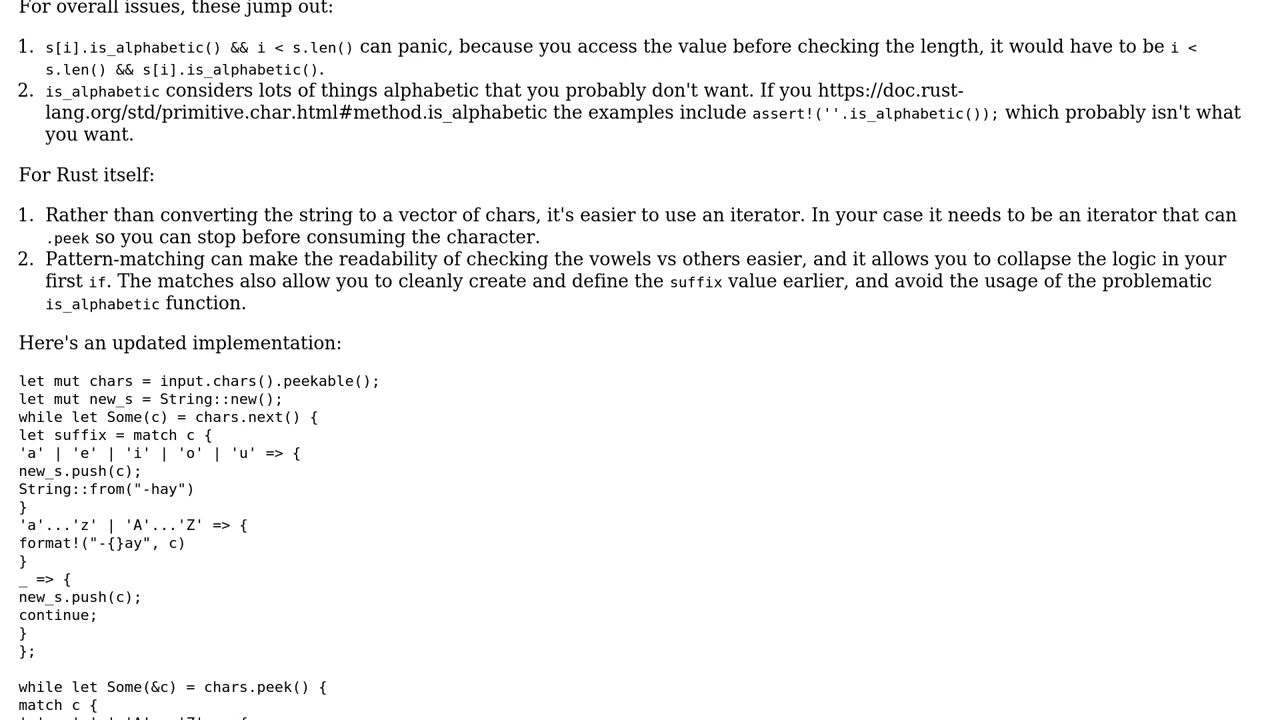 For overall issues, these jump out:
1. s[i].is_alphabetic() && i < s.len() can panic, because you access the value before checking the length, it would have to be i <
s.len() && s[i].is_alphabetic().
2. is_alphabetic considers lots of things alphabetic that you probably don't want. If you https://doc.rust-
lang.org/std/primitive.char.html#method.is_alphabetic the examples include assert!(''.is_alphabetic()); which probably isn't what
you want.
For Rust itself:
1. Rather than converting the string to a vector of chars, it's easier to use an iterator. In your case it needs to be an iterator that can
.peek so you can stop before consuming the character.
2. Pattern-matching can make the readability of checking the vowels vs others easier, and it allows you to collapse the logic in your
first if. The matches also allow you to cleanly create and define the suffix value earlier, and avoid the usage of the problematic
is_alphabetic function.
Here's an updated implementation:
let mut chars = input.chars().peekable();
let mut new_s = String::new();
while let Some(c) = chars.next() {
let suffix = match c {
'a' | 'e' | 'i' | 'o' | 'u' => {
new_s.push(c);
String::from("-hay")
}
'a'...'z' | 'A'...'Z' => {
format!("-{}ay", c)
}
_ => {
new_s.push(c);
continue;
}
};
while let Some(&c) = chars.peek() {
match c {